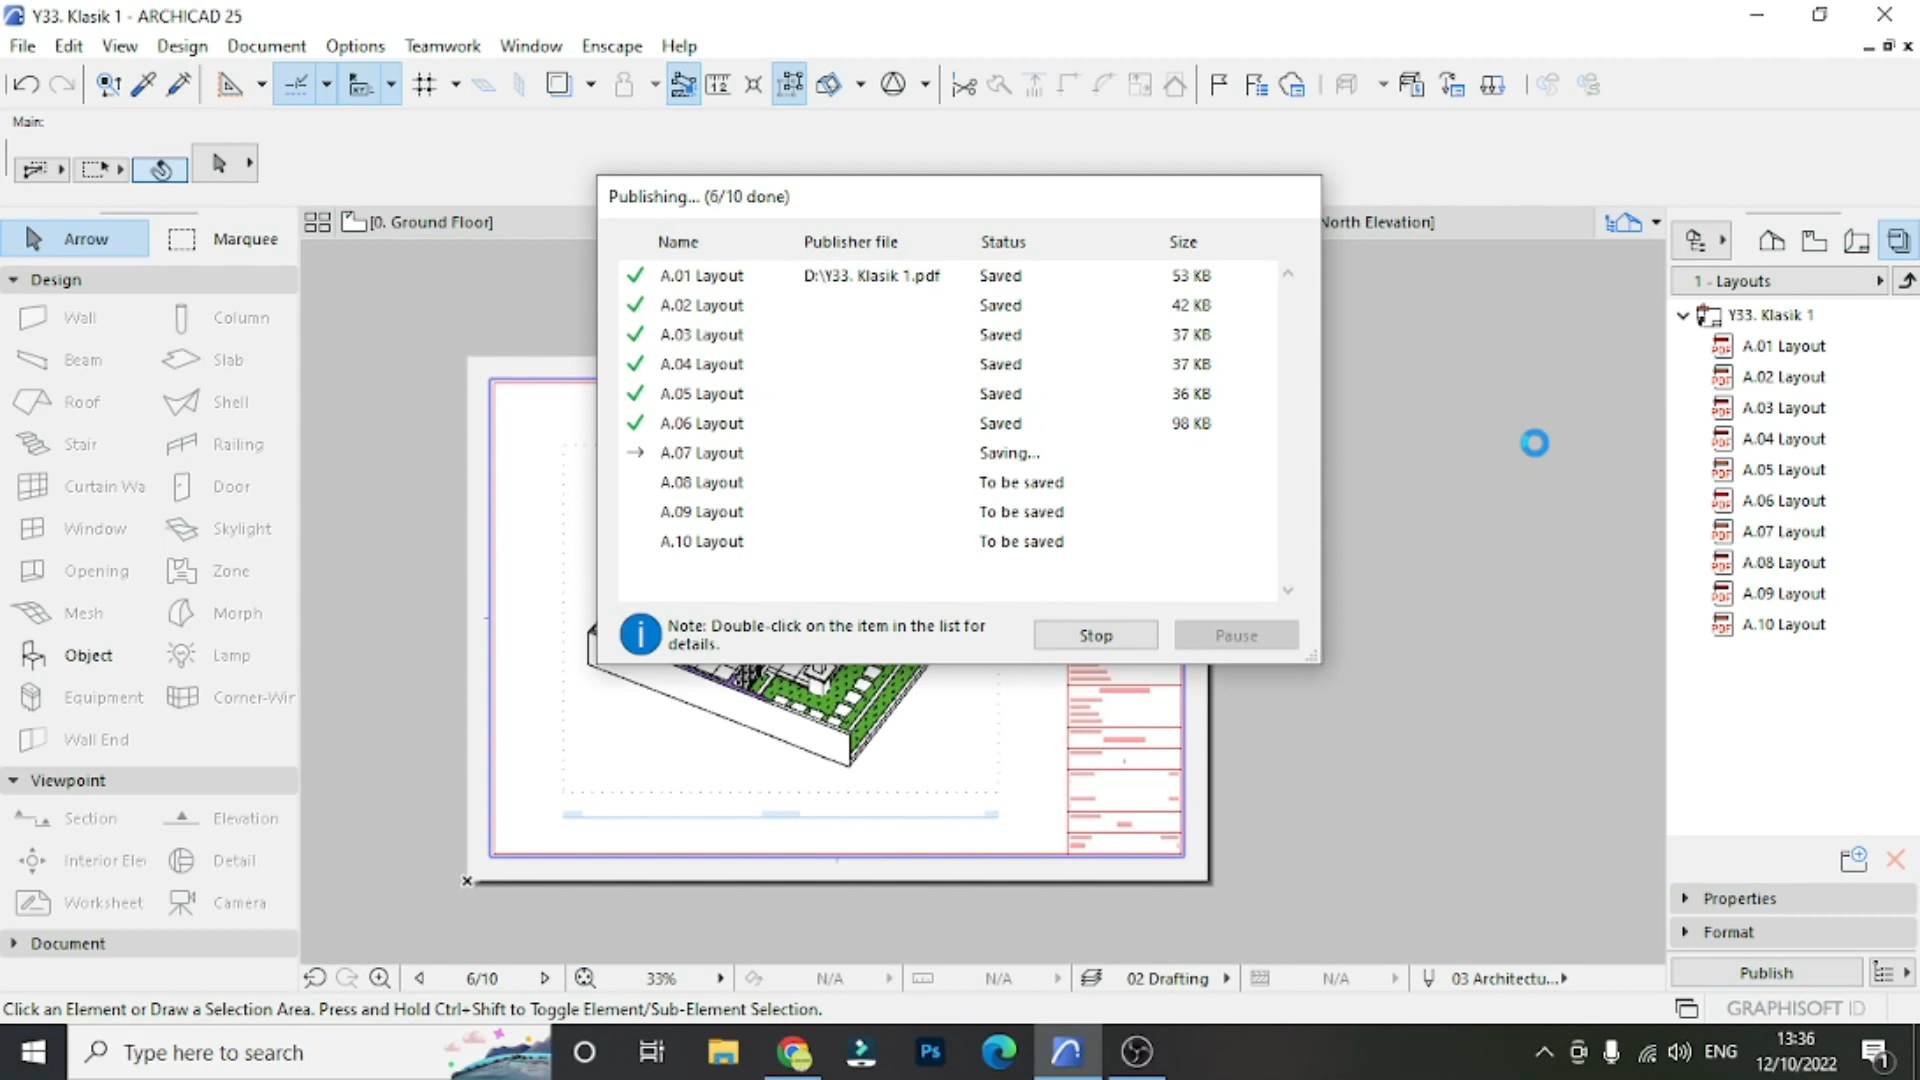 Y33. Klasik 1 - ARCHICAD 25
File Edit View Design Document Options Teamwork Window Enscape Help
Main:
Arrow Marquee
[0. Ground Floor]
North Elevation]
Publishing... (6/10 done)
Name Publisher file Status Size
A.01 Layout D:\Y33. Klasik 1.pdf Saved 53 KB
A.02 Layout Saved 42 KB
A.03 Layout Saved 37 KB
A.04 Layout Saved 37 KB
A.05 Layout Saved 36 KB
A.06 Layout Saved 98 KB
A.07 Layout Saving...
A.08 Layout To be saved
A.09 Layout To be saved
A.10 Layout To be saved
Note: Double-click on the item in the list for
details.
Stop Pause
Design
Wall Column
Beam Slab
Roof Shell
Stair Railing
Curtain Wa Door
Window Skylight
Opening Zone
Mesh Morph
Object Lamp
Equipment Corner-Wir
Wall End
Viewpoint
Section Elevation
Interior Ele Detail
Worksheet Camera
Document
1 - Layouts
Y33. Klasik 1
A.01 Layout
A.02 Layout
A.03 Layout
A.04 Layout
A.05 Layout
A.06 Layout
A.07 Layout
A.08 Layout
A.09 Layout
A.10 Layout
Properties
Format
Publish
6/10 33% N/A N/A 02 Drafting N/A 03 Architectu...
Click an Element or Draw a Selection Area. Press and Hold Ctrl+Shift to Toggle Element/Sub-Element Selection.
GRAPHISOFT ID
Type here to search
Ps
ENG
13:36
12/10/2022
1